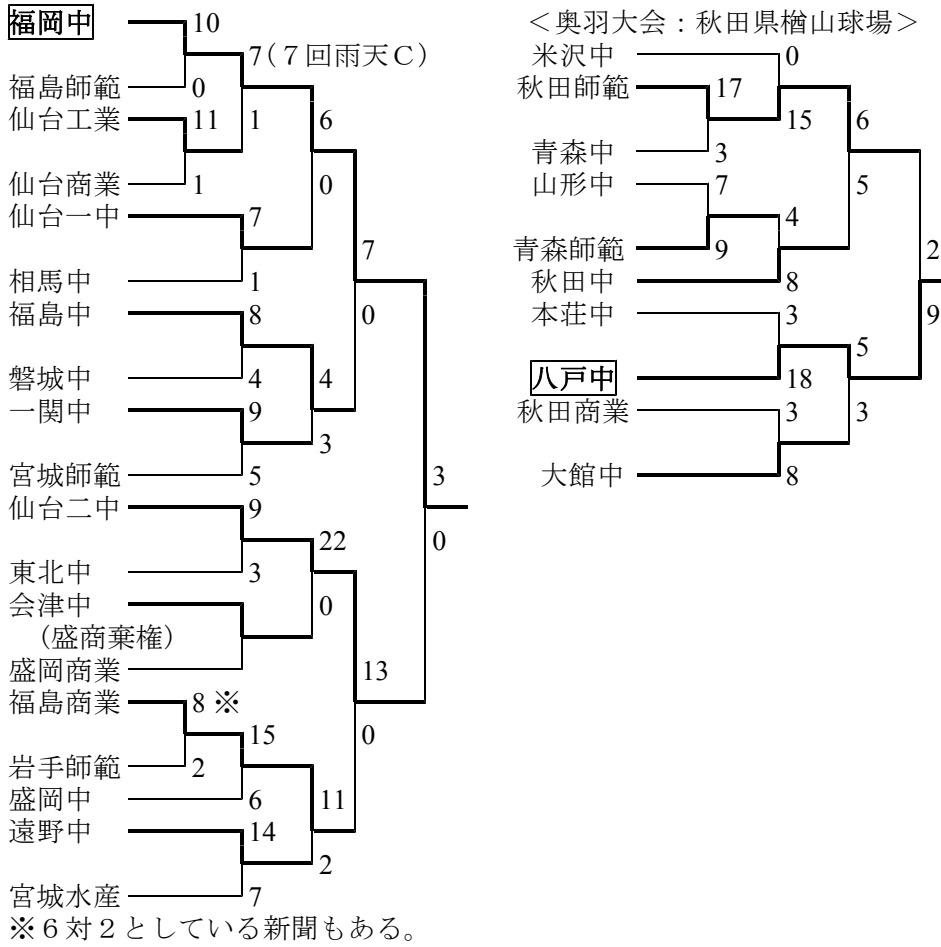 福岡中
10
7(7回雨天C)
福島師範
0
仙台工業
11
1
6
仙台商業
1
0
仙台一中
7
7
相馬中
1
0
福島中
8
磐城中
4
4
一関中
9
3
宮城師範
5
3
仙台二中
9
22
0
東北中
3
会津中
0
(盛商棄権)
盛岡商業
13
福島商業
8 ※
15
0
岩手師範
2
盛岡中
6
11
遠野中
14
2
宮城水産
7
※6対2としている新聞もある。
<奥羽大会:秋田県楢山球場>
米沢中
0
秋田師範
17
15
6
青森中
3
山形中
7
5
4
青森師範
9
2
秋田中
8
本荘中
3
9
5
八戸中
18
秋田商業
3
3
大館中
8